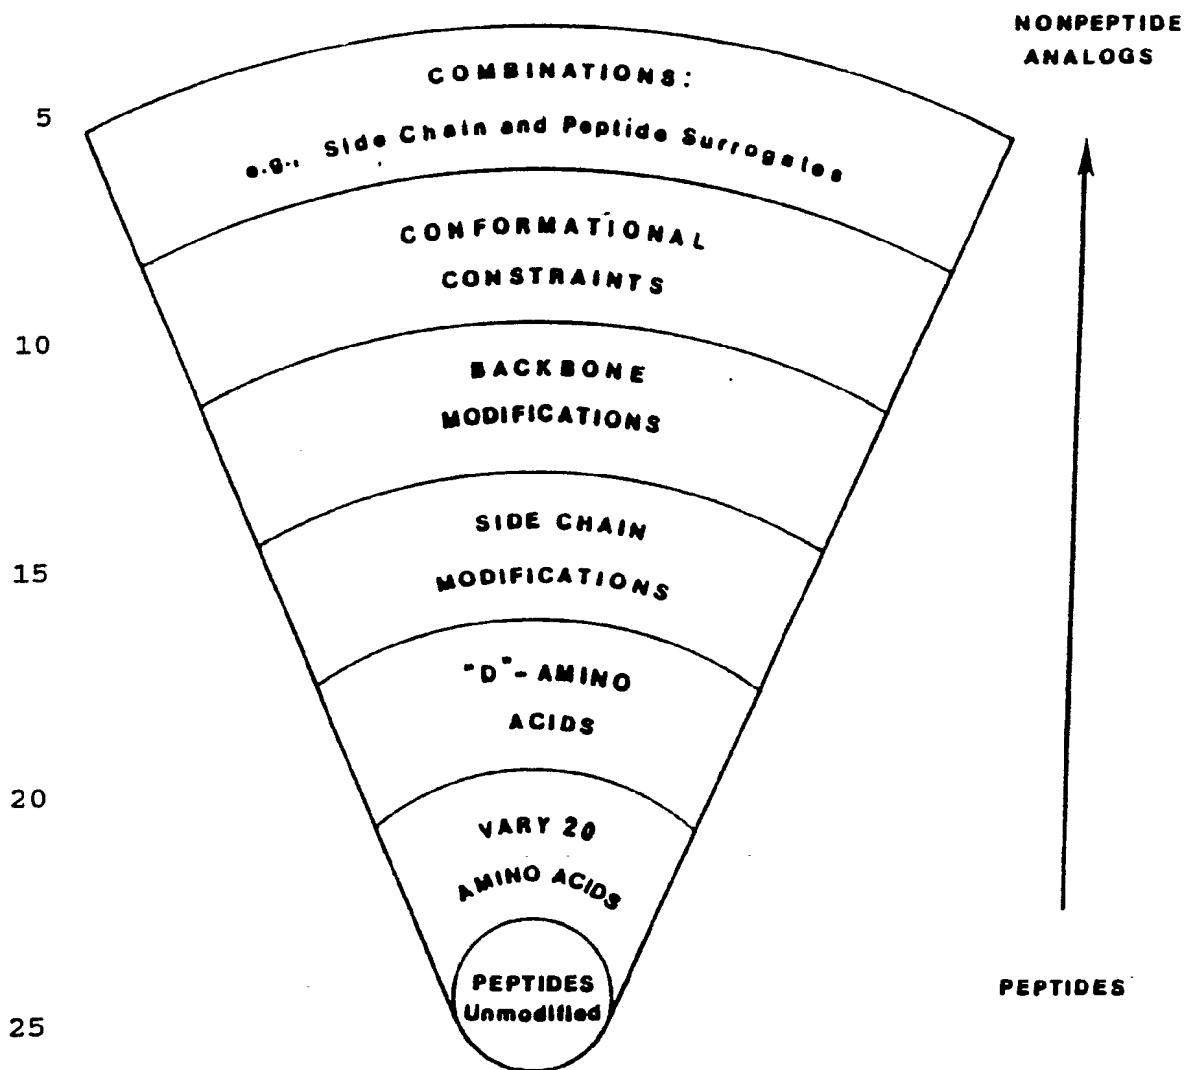 NONPEPTIDE
ANALOGS
COMBINATIONS:
5
e.g., Side Chain and Peptide Surrogates
CONFORMATIONAL
CONSTRAINTS
10
BACKBONE
MODIFICATIONS
SIDE CHAIN
15
MODIFICATIONS
"D"- AMINO
ACIDS
20
VARY 20
AMINO ACIDS
PEPTIDES
Unmodified
PEPTIDES
25